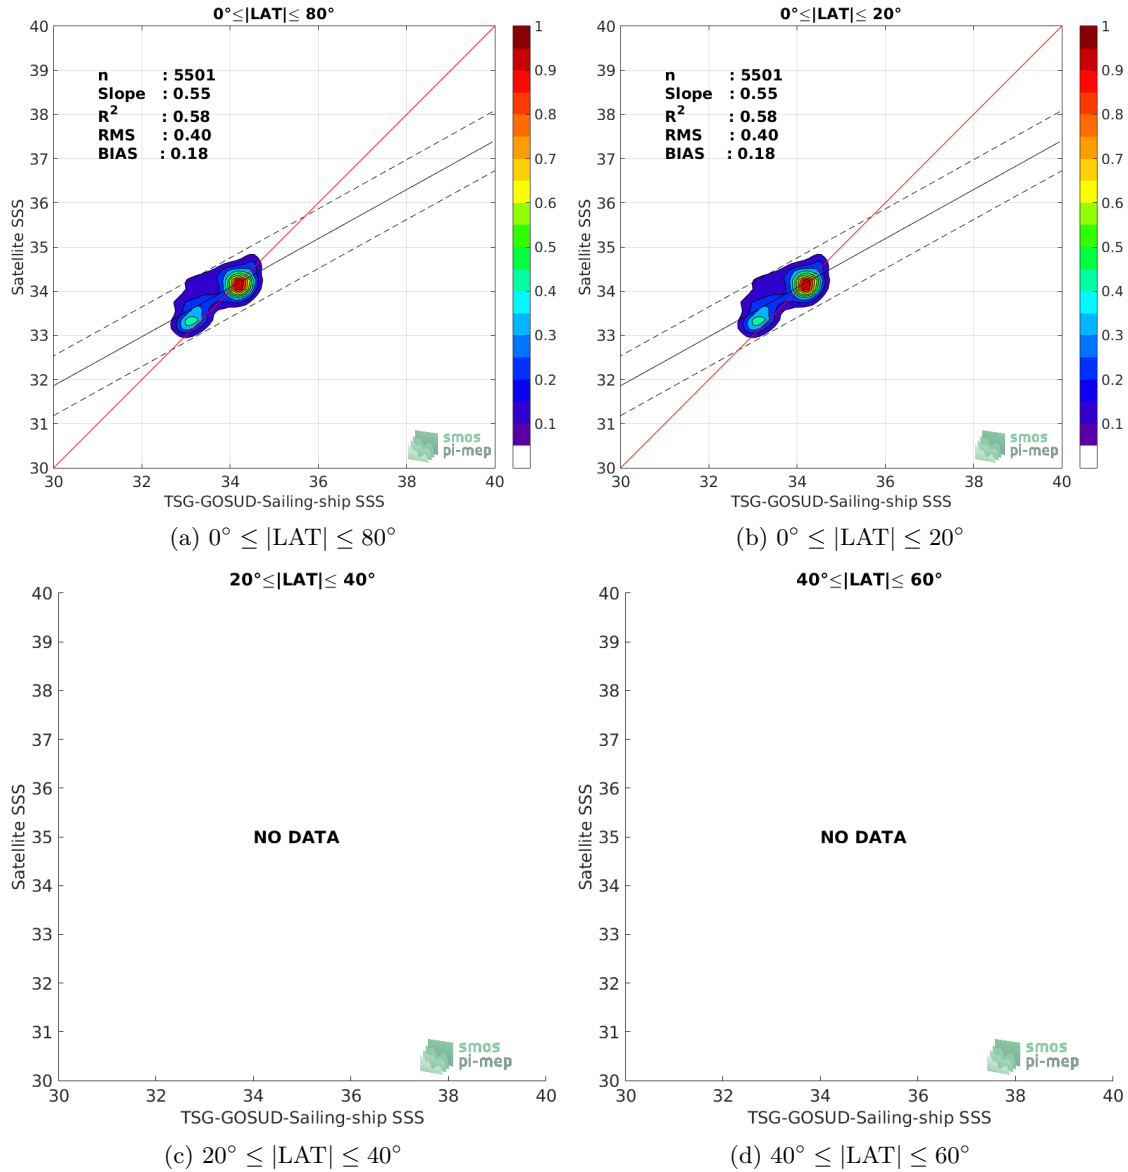 0°≤|LAT|≤ 80°
40
39
38
37
36
35
34
33
32
31
30
Satellite SSS
n : 5501
Slope : 0.55
R² : 0.58
RMS : 0.40
BIAS : 0.18
smos
pi-mep
30 32 34 36 38 40
TSG-GOSUD-Sailing-ship SSS
1
0.9
0.8
0.7
0.6
0.5
0.4
0.3
0.2
0.1
(a) 0° ≤ |LAT| ≤ 80°
0°≤|LAT|≤ 20°
40
39
38
37
36
35
34
33
32
31
30
Satellite SSS
n : 5501
Slope : 0.55
R² : 0.58
RMS : 0.40
BIAS : 0.18
smos
pi-mep
30 32 34 36 38 40
TSG-GOSUD-Sailing-ship SSS
1
0.9
0.8
0.7
0.6
0.5
0.4
0.3
0.2
0.1
(b) 0° ≤ |LAT| ≤ 20°
20°≤|LAT|≤ 40°
40
39
38
37
36
35
34
33
32
31
30
Satellite SSS
NO DATA
smos
pi-mep
30 32 34 36 38 40
TSG-GOSUD-Sailing-ship SSS
(c) 20° ≤ |LAT| ≤ 40°
40°≤|LAT|≤ 60°
40
39
38
37
36
35
34
33
32
31
30
Satellite SSS
NO DATA
smos
pi-mep
30 32 34 36 38 40
TSG-GOSUD-Sailing-ship SSS
(d) 40° ≤ |LAT| ≤ 60°